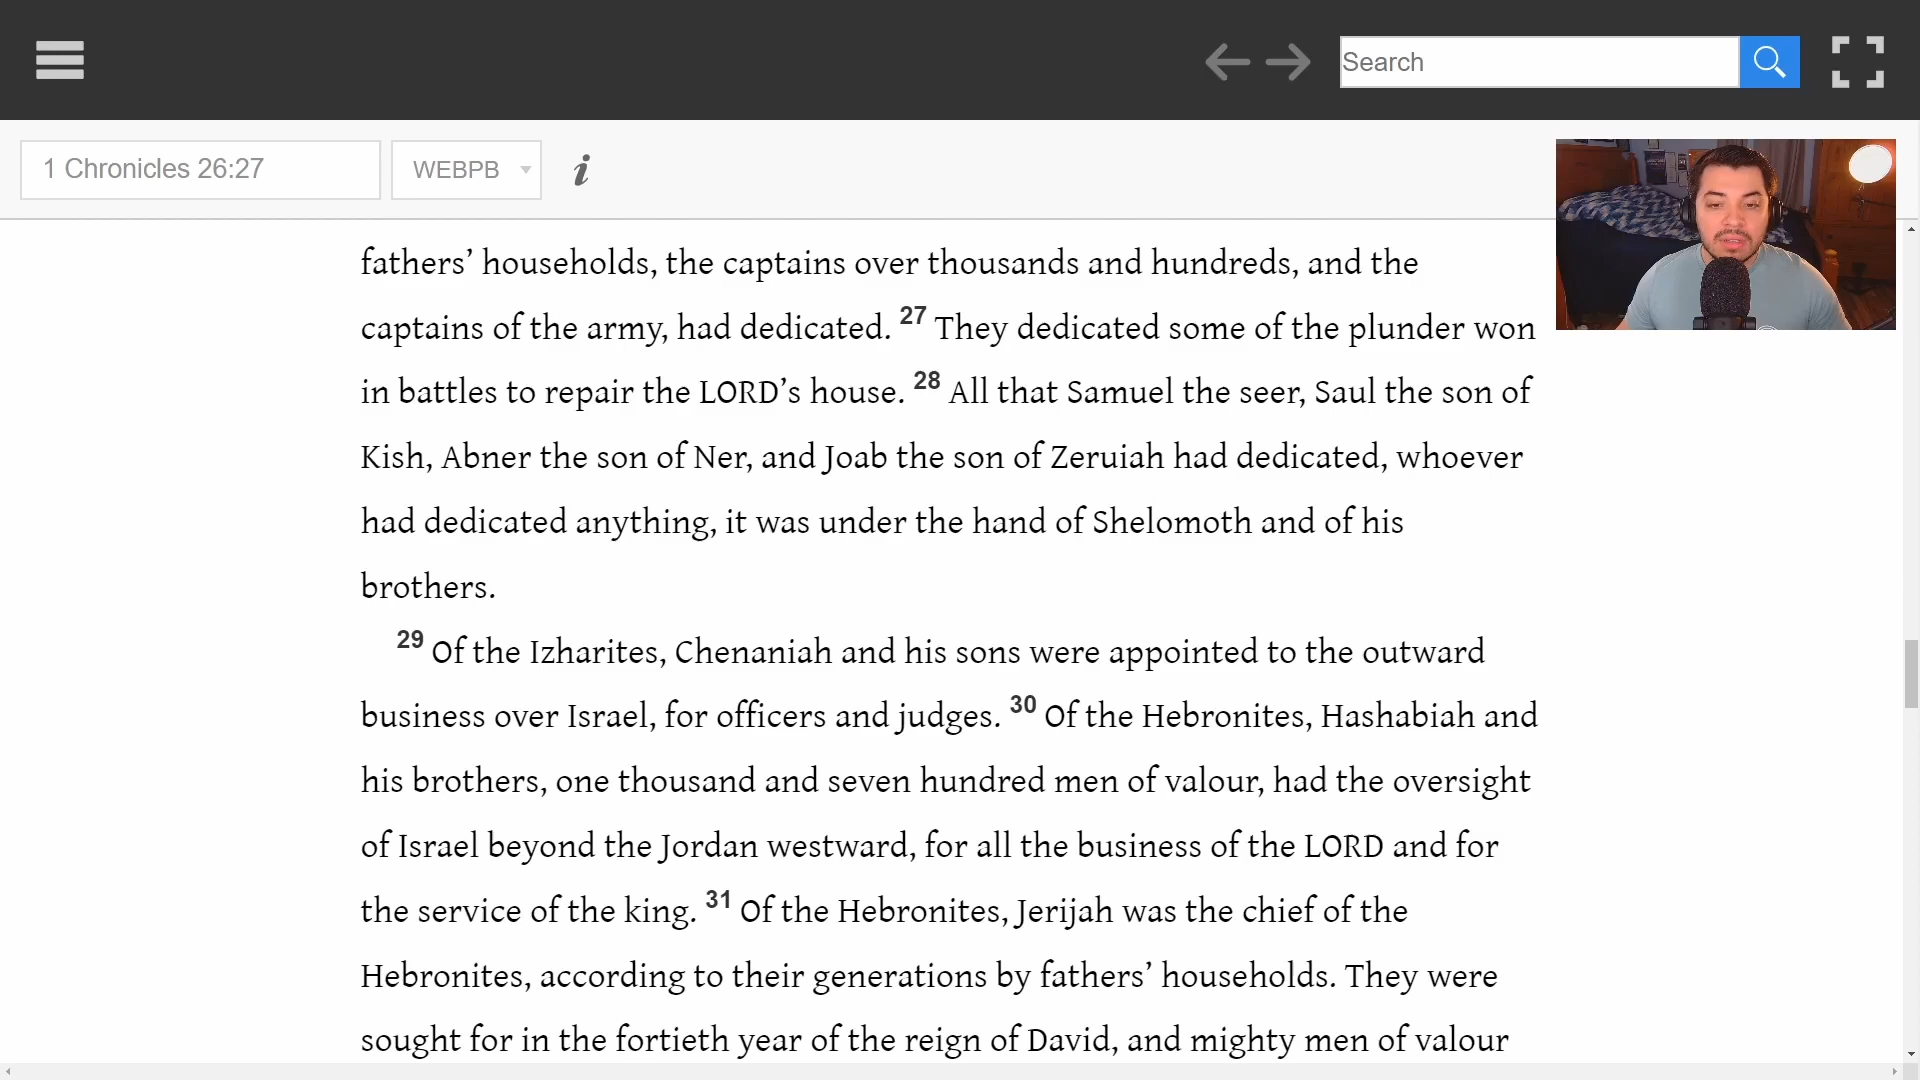 Search
1 Chronicles 26:27
WEBPB
i
fathers’ households, the captains over thousands and hundreds, and the
captains of the army, had dedicated. 27 They dedicated some of the plunder won
in battles to repair the LORD’s house. 28 All that Samuel the seer, Saul the son of
Kish, Abner the son of Ner, and Joab the son of Zeruiah had dedicated, whoever
had dedicated anything, it was under the hand of Shelomoth and of his
brothers.
29 Of the Izharites, Chenaniah and his sons were appointed to the outward
business over Israel, for officers and judges. 30 Of the Hebronites, Hashabiah and
his brothers, one thousand and seven hundred men of valour, had the oversight
of Israel beyond the Jordan westward, for all the business of the LORD and for
the service of the king. 31 Of the Hebronites, Jerijah was the chief of the
Hebronites, according to their generations by fathers’ households. They were
sought for in the fortieth year of the reign of David, and mighty men of valour